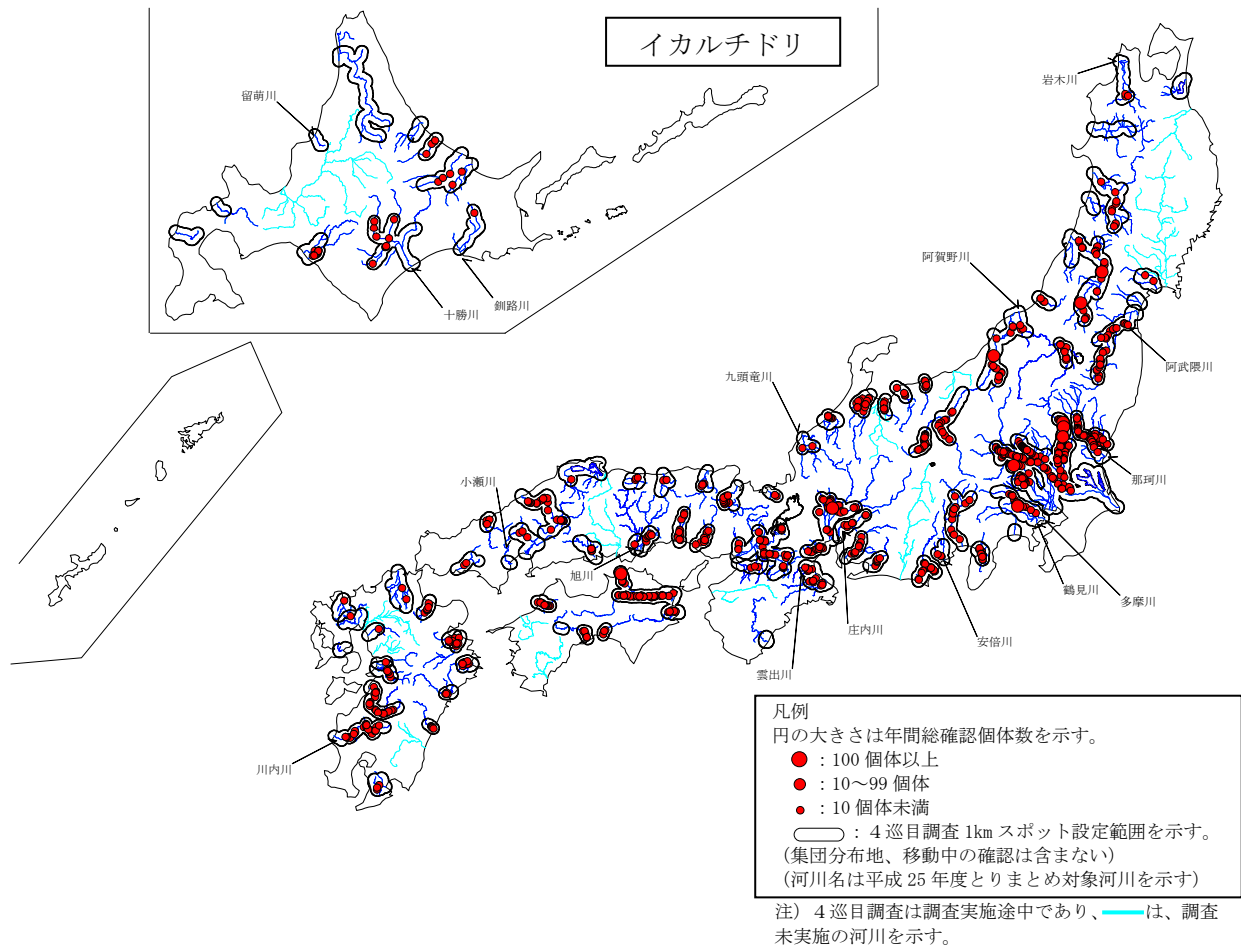 イカルチドリ
岩木川
留萌川
阿賀野川
釧路川
十勝川
阿武隈川
九頭竜川
小瀬川
那珂川
旭川
鶴見川
多摩川
庄内川
安倍川
雲出川
川内川
凡例
円の大きさは年間総確認個体数を示す。
：100 個体以上
：10～99 個体
：10 個体未満
：４巡目調査 1km スポット設定範囲を示す。
(集団分布地、移動中の確認は含まない)
(河川名は平成 25 年度とりまとめ対象河川を示す)
注）４巡目調査は調査実施途中であり、 は、調査
未実施の河川を示す。